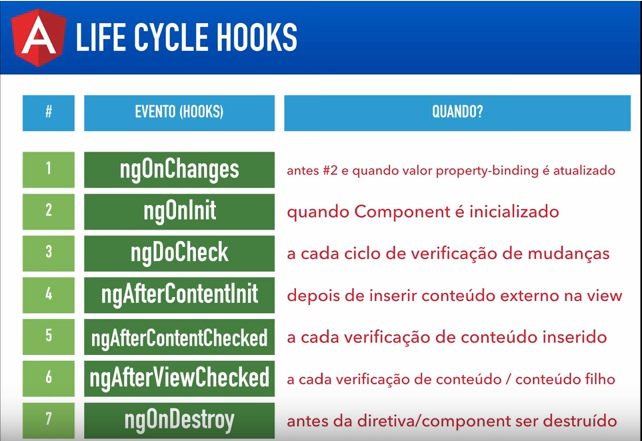 A LIFE CYCLE HOOKS
# EVENTO (HOOKS) QUANDO?
1 ngOnChanges antes #2 e quando valor property-binding é atualizado
2 ngOnInit quando Component é inicializado
3 ngDoCheck a cada ciclo de verificação de mudanças
4 ngAfterContentInit depois de inserir conteúdo externo na view
5 ngAfterContentChecked a cada verificação de conteúdo inserido
6 ngAfterViewChecked a cada verificação de conteúdo / conteúdo filho
7 ngOnDestroy antes da diretiva/component ser destruído